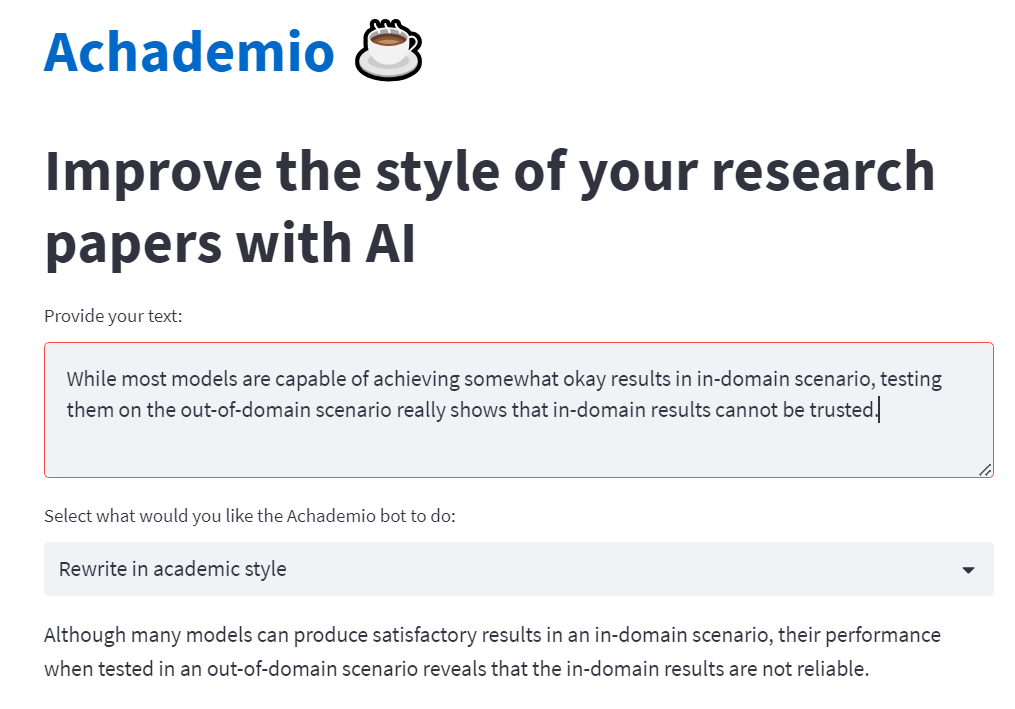 Achademio
Improve the style of your research
papers with AI
Provide your text:
While most models are capable of achieving somewhat okay results in in-domain scenario, testing
them on the out-of-domain scenario really shows that in-domain results cannot be trusted.
Select what would you like the Achademio bot to do:
Rewrite in academic style
Although many models can produce satisfactory results in an in-domain scenario, their performance
when tested in an out-of-domain scenario reveals that the in-domain results are not reliable.